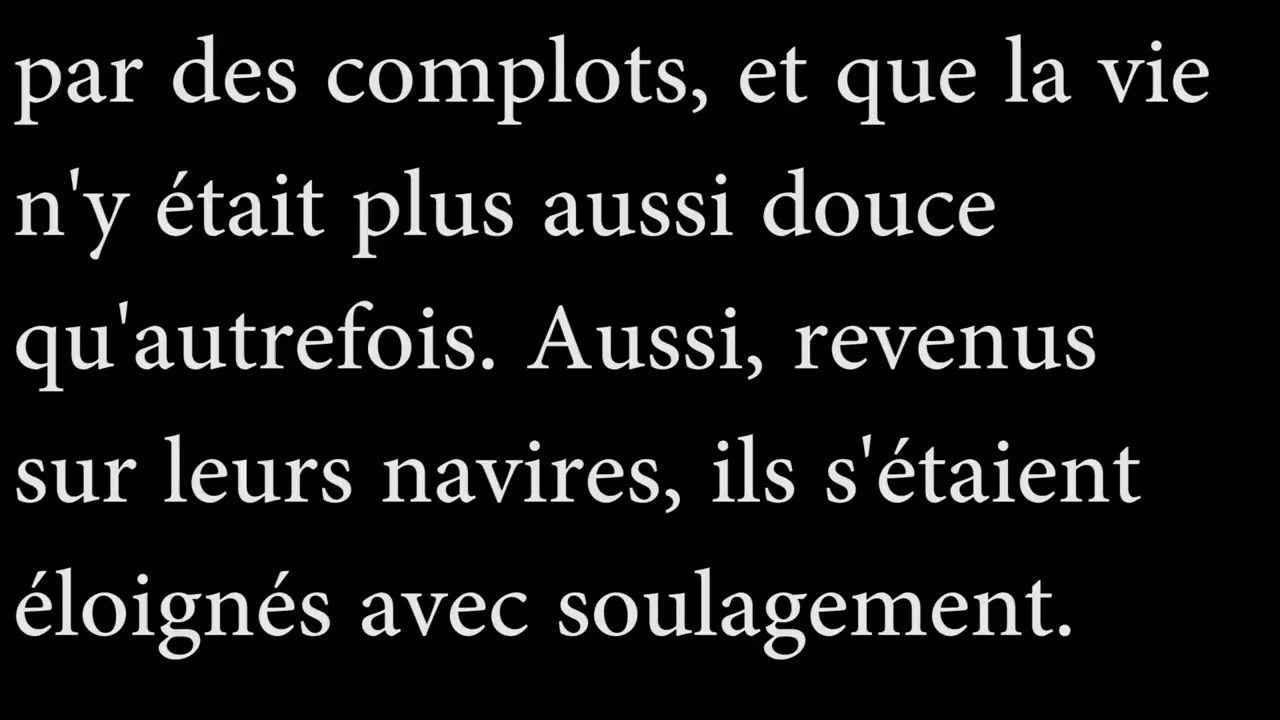 par des complots, et que la vie
n'y était plus aussi douce
qu'autrefois. Aussi, revenus
sur leurs navires, ils s'étaient
éloignés avec soulagement.